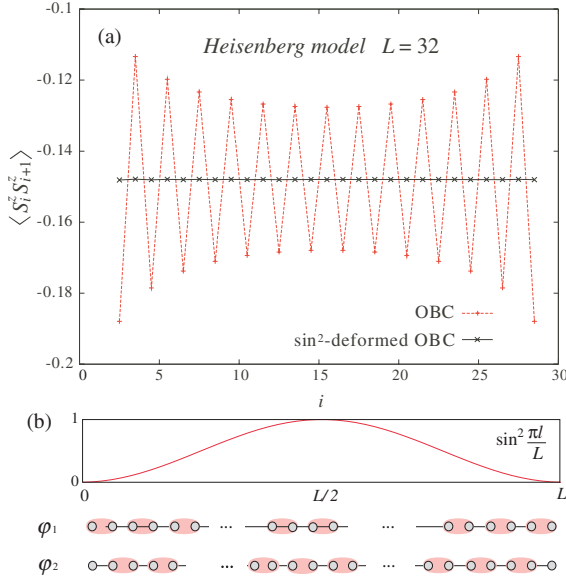 -0.1
(a) Heisenberg model L = 32
-0.12
-0.14
-0.16
-0.18
-0.2
⟨S_i^z S_{i+1}^z⟩
OBC
sin²-deformed OBC
0 5 10 15 20 25 30
i
(b)
1
0
sin² πl/L
0 L/2 L
φ₁ ... ...
φ₂ ... ...